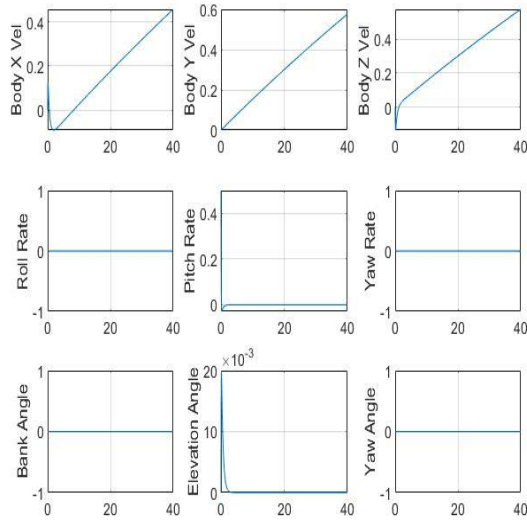 Body X Vel
0.4
0.2
0
0 20 40
Body Y Vel
0.6
0.4
0.2
0
0 20 40
Body Z Vel
0.4
0.2
0
0 20 40
Roll Rate
1
0
-1
0 20 40
Pitch Rate
0.4
0.2
0
0 20 40
Yaw Rate
1
0
-1
0 20 40
Bank Angle
1
0
-1
0 20 40
Elevation Angle
×10-3
20
10
0
0 20 40
Yaw Angle
1
0
-1
0 20 40